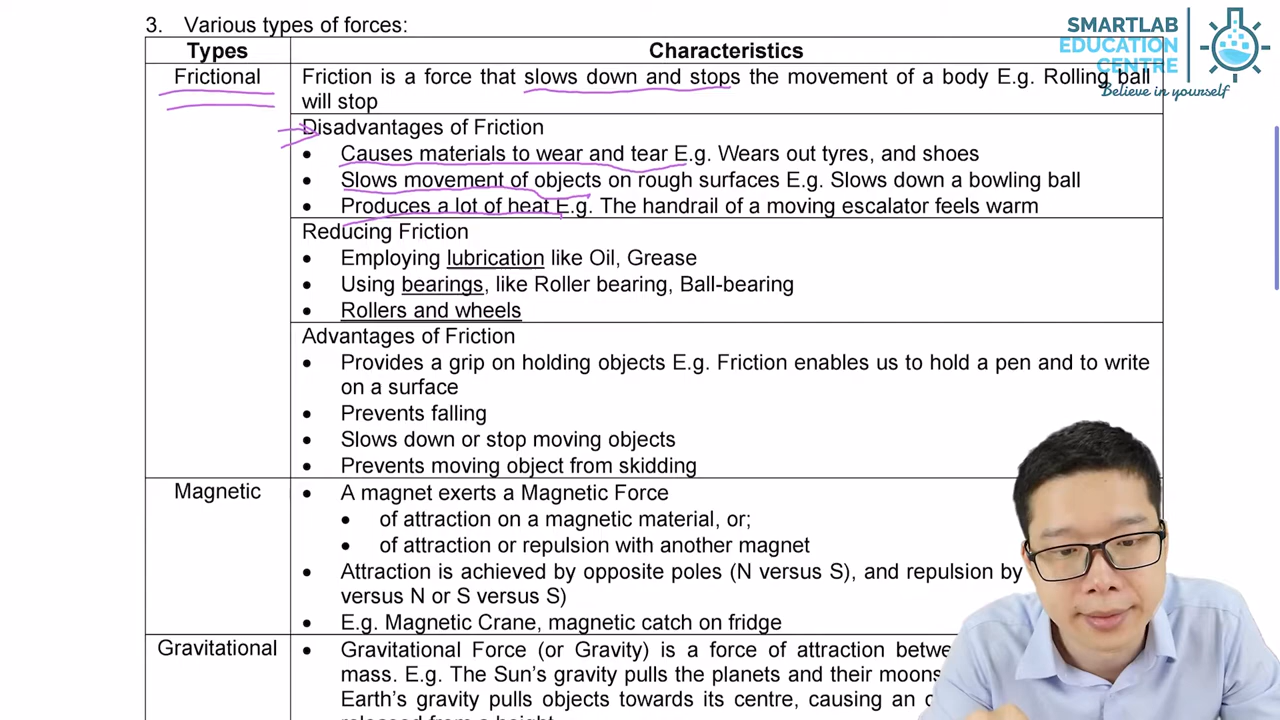 3. Various types of forces:
SMARTLAB
EDUCATION
CENTRE
Believe in yourself
Types Characteristics
Frictional
Friction is a force that slows down and stops the movement of a body E.g. Rolling ball
will stop
Disadvantages of Friction
• Causes materials to wear and tear E.g. Wears out tyres, and shoes
• Slows movement of objects on rough surfaces E.g. Slows down a bowling ball
• Produces a lot of heat E.g. The handrail of a moving escalator feels warm
Reducing Friction
• Employing lubrication like Oil, Grease
• Using bearings, like Roller bearing, Ball-bearing
• Rollers and wheels
Advantages of Friction
• Provides a grip on holding objects E.g. Friction enables us to hold a pen and to write
on a surface
• Prevents falling
• Slows down or stop moving objects
• Prevents moving object from skidding
Magnetic
• A magnet exerts a Magnetic Force
• of attraction on a magnetic material, or;
• of attraction or repulsion with another magnet
• Attraction is achieved by opposite poles (N versus S), and repulsion by
versus N or S versus S)
• E.g. Magnetic Crane, magnetic catch on fridge
Gravitational
• Gravitational Force (or Gravity) is a force of attraction
mass. E.g. The Sun's gravity pulls the planets and their moons
Earth's gravity pulls objects towards its centre, causing an